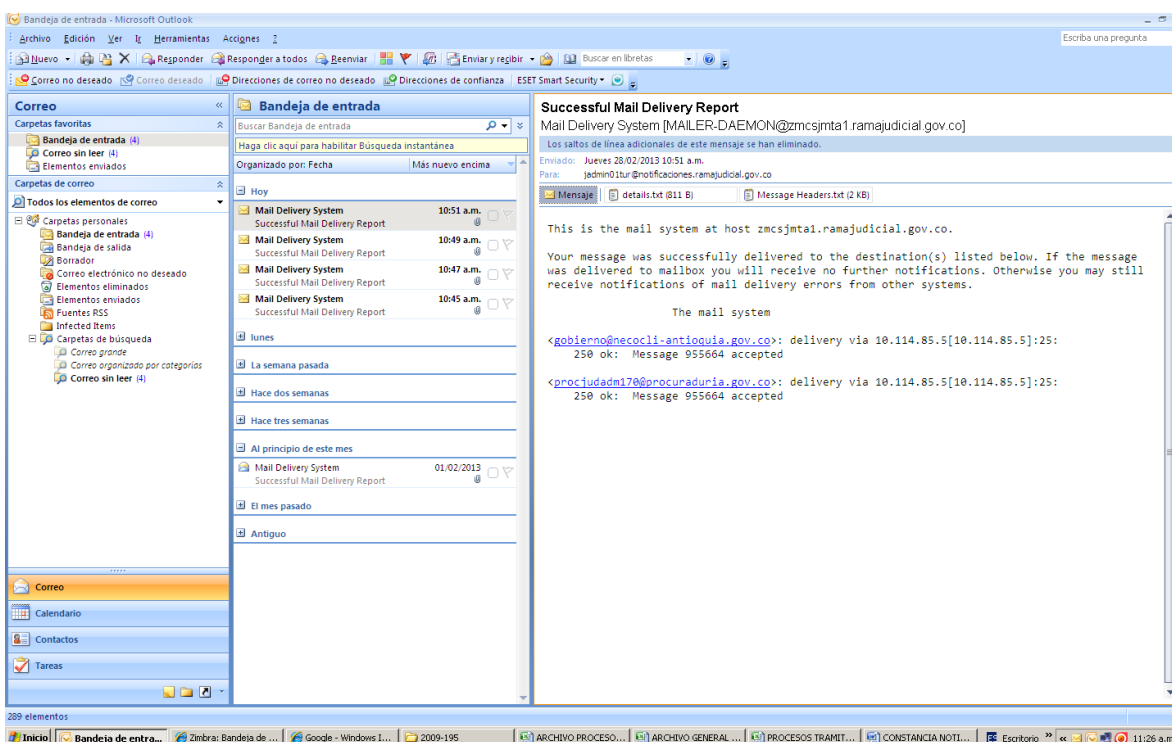 Bandeja de entrada - Microsoft Outlook
Archivo Edición Ver Ir Herramientas Acciones ?
Escriba una pregunta
Nuevo Responder Responder a todos Reenviar Enviar y recibir Buscar en libretas
Correo no deseado Correo deseado Direcciones de correo no deseado Direcciones de confianza ESET Smart Security
Correo «
Carpetas favoritas
Bandeja de entrada (4)
Correo sin leer (4)
Elementos enviados
Carpetas de correo
Todos los elementos de correo
Carpetas personales
Bandeja de entrada (4)
Bandeja de salida
Borrador
Correo electrónico no deseado
Elementos eliminados
Elementos enviados
Fuentes RSS
Infected Items
Carpetas de búsqueda
Correo grande
Correo organizado por categorías
Correo sin leer (4)
Correo
Calendario
Contactos
Tareas
Bandeja de entrada
Buscar Bandeja de entrada
Haga clic aquí para habilitar Búsqueda instantánea
Organizado por: Fecha Más nuevo encima
Hoy
Mail Delivery System 10:51 a.m.
Successful Mail Delivery Report
Mail Delivery System 10:49 a.m.
Successful Mail Delivery Report
Mail Delivery System 10:47 a.m.
Successful Mail Delivery Report
Mail Delivery System 10:45 a.m.
Successful Mail Delivery Report
lunes
La semana pasada
Hace dos semanas
Hace tres semanas
Al principio de este mes
Mail Delivery System 01/02/2013
Successful Mail Delivery Report
El mes pasado
Antiguo
Successful Mail Delivery Report
Mail Delivery System [MAILER-DAEMON@zmcsjmta1.ramajudicial.gov.co]
Los saltos de línea adicionales de este mensaje se han eliminado.
Enviado: Jueves 28/02/2013 10:51 a.m.
Para: jadmin01tur@notificaciones.ramajudicial.gov.co
Mensaje details.txt (811 B) Message Headers.txt (2 KB)
This is the mail system at host zmcsjmta1.ramajudicial.gov.co.
Your message was successfully delivered to the destination(s) listed below. If the message
was delivered to mailbox you will receive no further notifications. Otherwise you may still
receive notifications of mail delivery errors from other systems.
The mail system
<gobierno@necocli-antioquia.gov.co>: delivery via 10.114.85.5[10.114.85.5]:25:
250 ok: Message 955664 accepted
<procjudadm170@procuraduria.gov.co>: delivery via 10.114.85.5[10.114.85.5]:25:
250 ok: Message 955664 accepted
289 elementos
Inicio Bandeja de entra... Zimbra: Bandeja de ... Google - Windows I... 2009-195 ARCHIVO PROCESO... ARCHIVO GENERAL ... PROCESOS TRAMIT... CONSTANCIA NOTI... ES Escritorio » « 11:26 a.m.